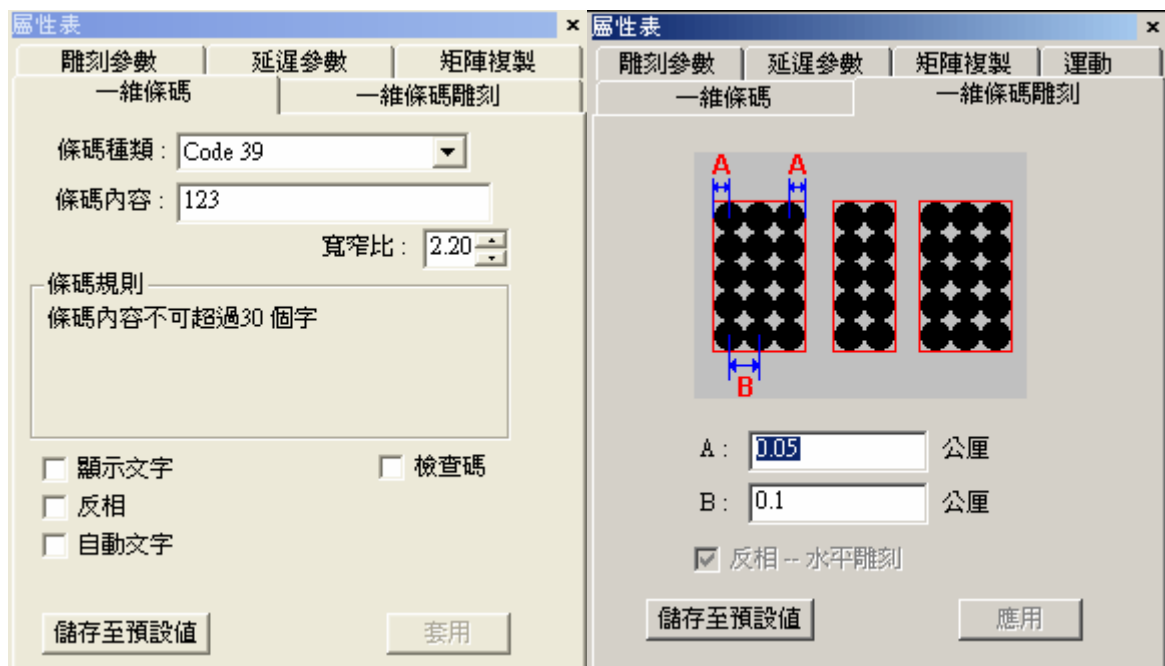 屬性表 ×
雕刻參數 延遲參數 矩陣複製
一維條碼 一維條碼雕刻
條碼種類：Code 39
條碼內容：123
寬窄比：2.20
條碼規則
條碼內容不可超過30 個字
顯示文字 檢查碼
反相
自動文字
儲存至預設值 套用
屬性表 ×
雕刻參數 延遲參數 矩陣複製 運動
一維條碼 一維條碼雕刻
A A
B
A： 0.05 公厘
B： 0.1 公厘
反相 -- 水平雕刻
儲存至預設值 應用